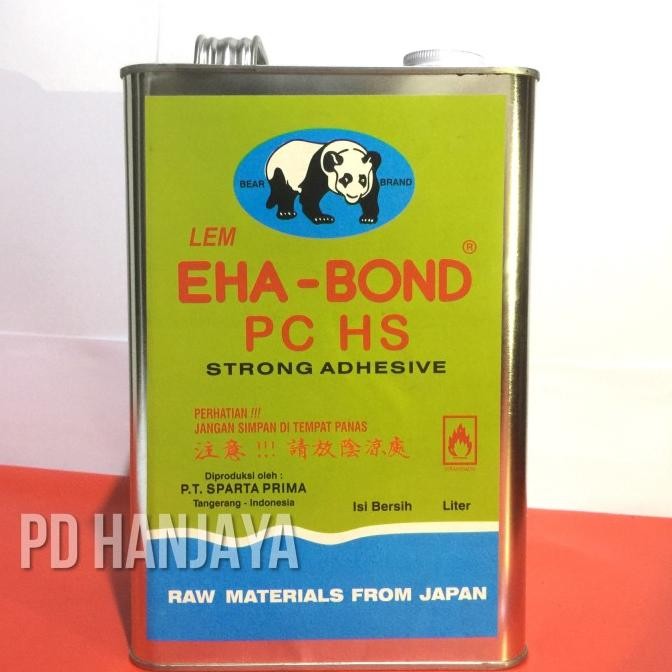 BEAR BRAND
LEM
EHA-BOND ®
PC HS
STRONG ADHESIVE
PERHATIAN !!!
JANGAN SIMPAN DI TEMPAT PANAS
注意 !!! 請放陰涼處
Diproduksi oleh :
P.T. SPARTA PRIMA
Tangerang - Indonesia
Isi Bersih Liter
PD HANJAYA
RAW MATERIALS FROM JAPAN